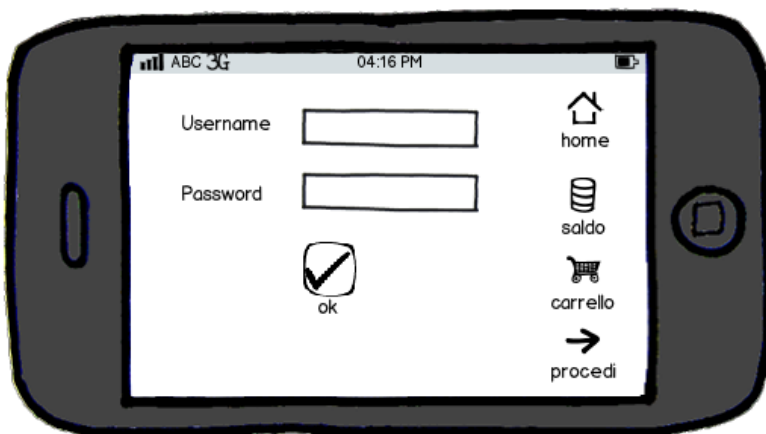 ABC 3G 04:16 PM
Username
Password
ok
home
saldo
carrello
procedi